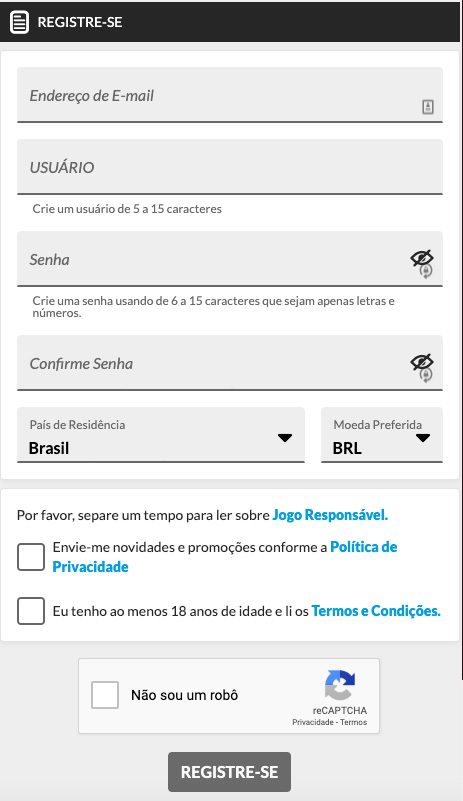 REGISTRE-SE
Endereço de E-mail
USUÁRIO
Crie um usuário de 5 a 15 caracteres
Senha
Crie uma senha usando de 6 a 15 caracteres que sejam apenas letras e
números.
Confirme Senha
País de Residência
Brasil
Moeda Preferida
BRL
Por favor, separe um tempo para ler sobre Jogo Responsável.
Envie-me novidades e promoções conforme a Política de
Privacidade
Eu tenho ao menos 18 anos de idade e li os Termos e Condições.
Não sou um robô
reCAPTCHA
Privacidade - Termos
REGISTRE-SE